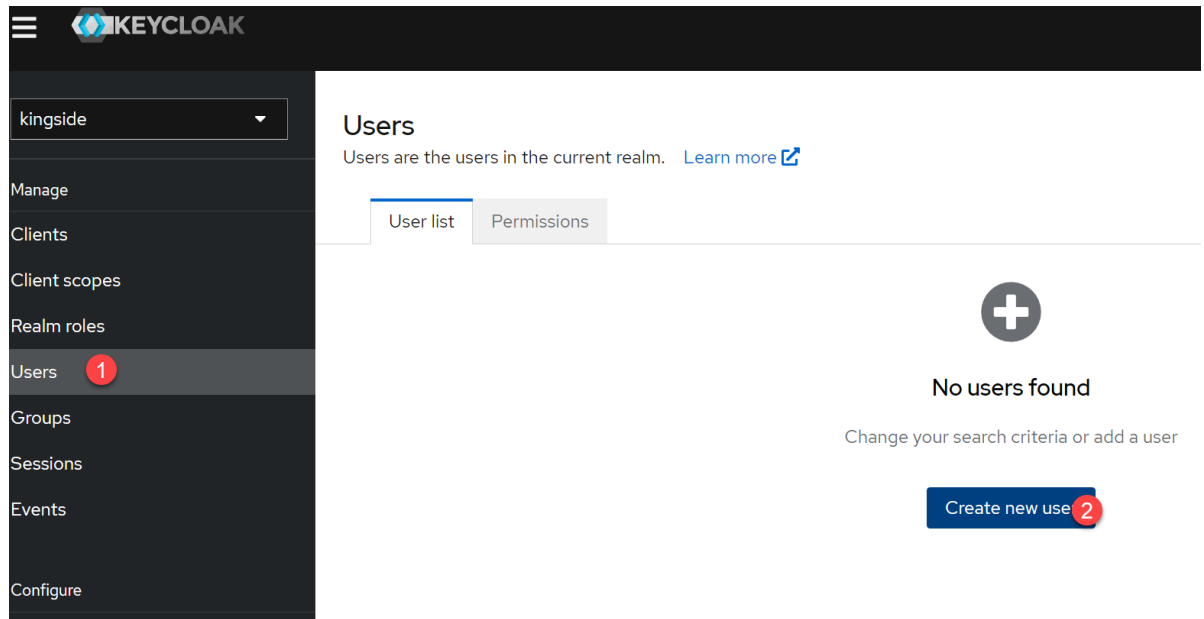 KEYCLOAK
kingside
Manage
Clients
Client scopes
Realm roles
Users 1
Groups
Sessions
Events
Configure
Users
Users are the users in the current realm. Learn more
User list Permissions
No users found
Change your search criteria or add a user
Create new use 2